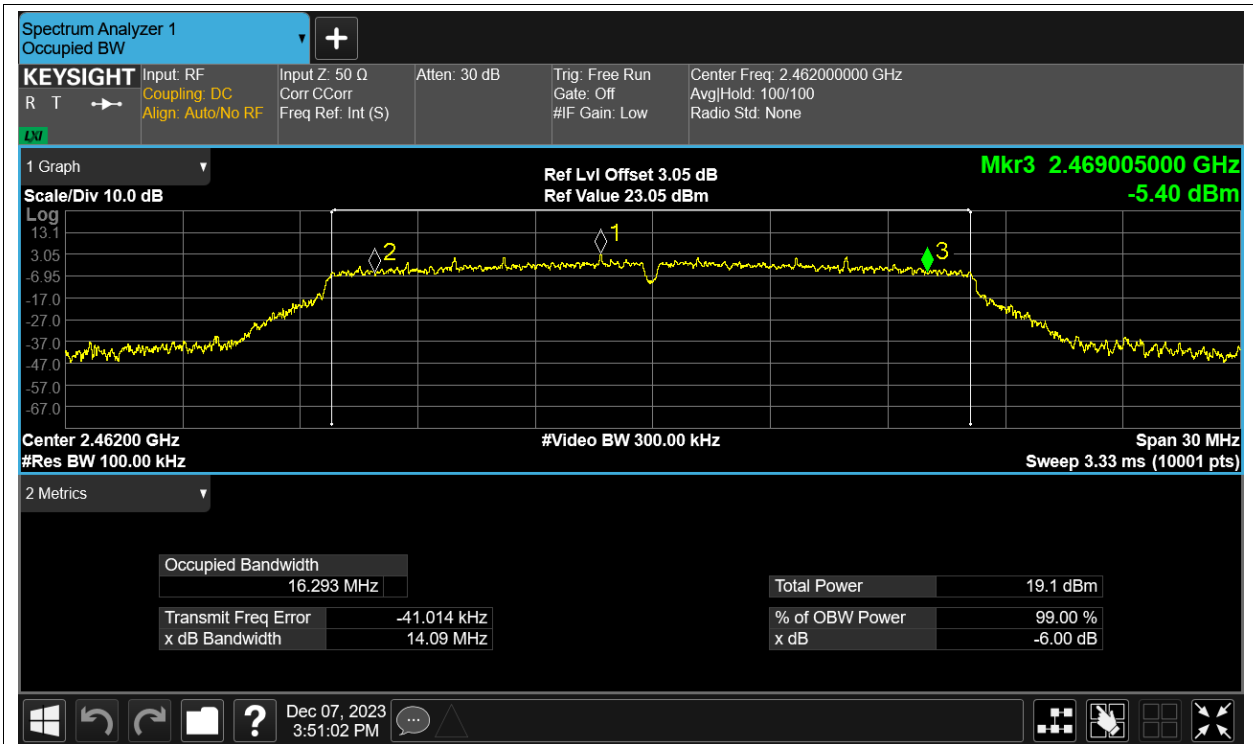 Spectrum Analyzer 1
Occupied BW
KEYSIGHT
R T
LXI
Input: RF
Coupling: DC
Align: Auto/No RF
Input Z: 50 Ω
Corr CCorr
Freq Ref: Int (S)
Atten: 30 dB
Trig: Free Run
Gate: Off
#IF Gain: Low
Center Freq: 2.462000000 GHz
Avg|Hold: 100/100
Radio Std: None
1 Graph
Scale/Div 10.0 dB
Ref Lvl Offset 3.05 dB
Ref Value 23.05 dBm
Mkr3 2.469005000 GHz
-5.40 dBm
Log
13.1
3.05
-6.95
-17.0
-27.0
-37.0
-47.0
-57.0
-67.0
1
2
3
Center 2.46200 GHz
#Res BW 100.00 kHz
#Video BW 300.00 kHz
Span 30 MHz
Sweep 3.33 ms (10001 pts)
2 Metrics
Occupied Bandwidth
16.293 MHz
Transmit Freq Error -41.014 kHz
x dB Bandwidth 14.09 MHz
Total Power 19.1 dBm
% of OBW Power 99.00 %
x dB -6.00 dB
?
Dec 07, 2023
3:51:02 PM